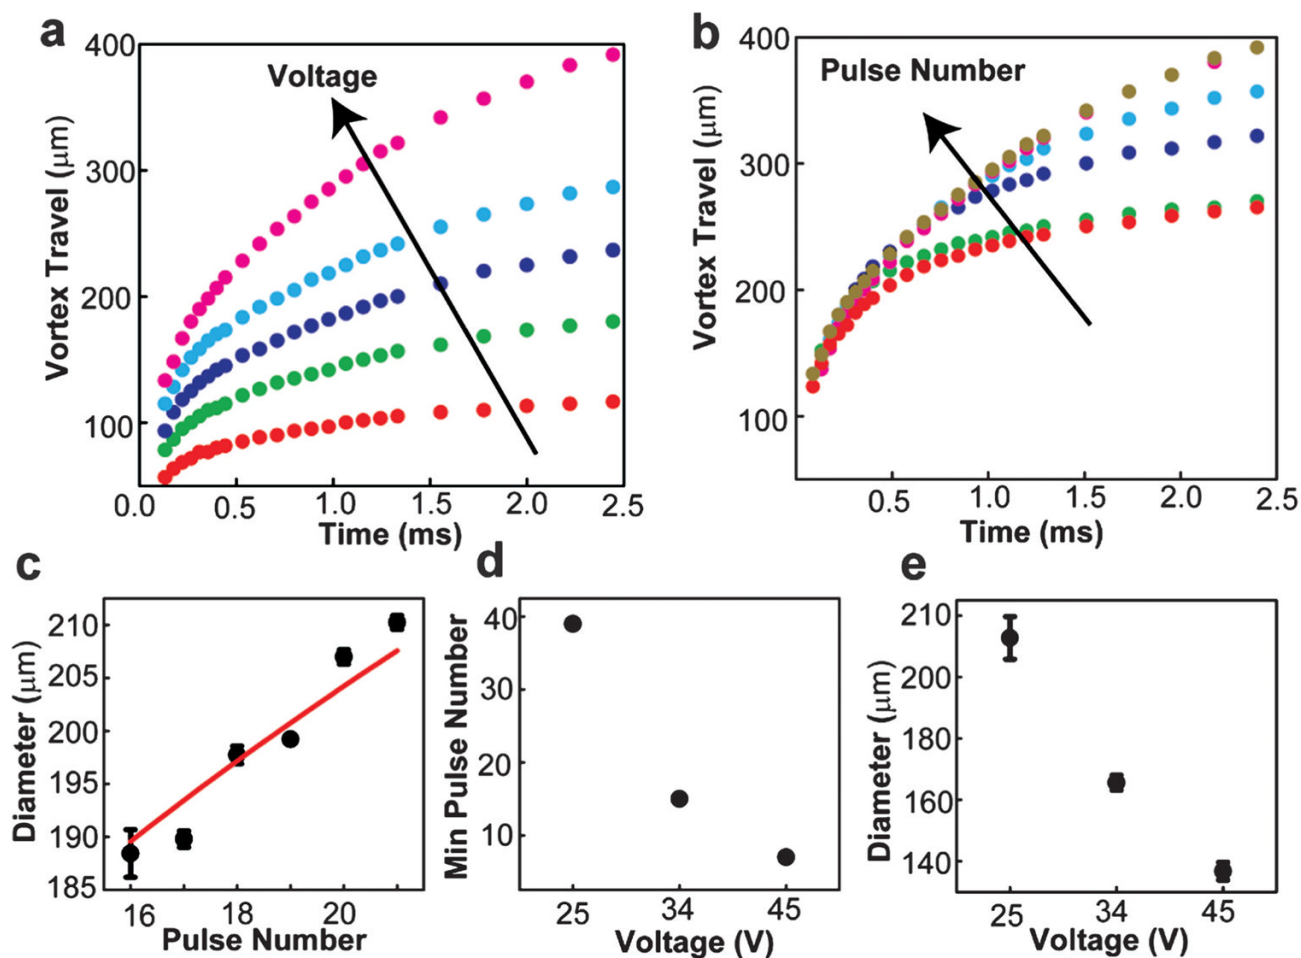 a
400
300
200
100
Vortex Travel (μm)
Voltage
0.0 0.5 1.0 1.5 2.0 2.5
Time (ms)
b
400
300
200
100
Vortex Travel (μm)
Pulse Number
0.5 1.0 1.5 2.0 2.5
Time (ms)
c
210
205
200
195
190
185
Diameter (μm)
16 18 20
Pulse Number
d
40
30
20
10
Min Pulse Number
25 34 45
Voltage (V)
e
210
200
180
160
140
Diameter (μm)
25 34 45
Voltage (V)